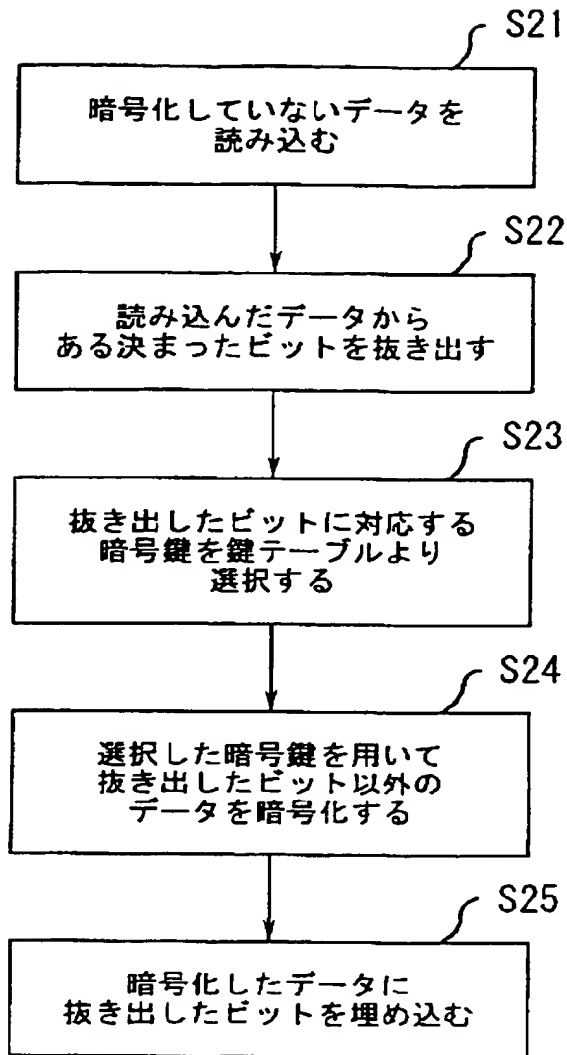 S21
暗号化していないデータを
読み込む
S22
読み込んだデータから
ある決まったビットを抜き出す
S23
抜き出したビットに対応する
暗号鍵を鍵テーブルより
選択する
S24
選択した暗号鍵を用いて
抜き出したビット以外の
データを暗号化する
S25
暗号化したデータに
抜き出したビットを埋め込む